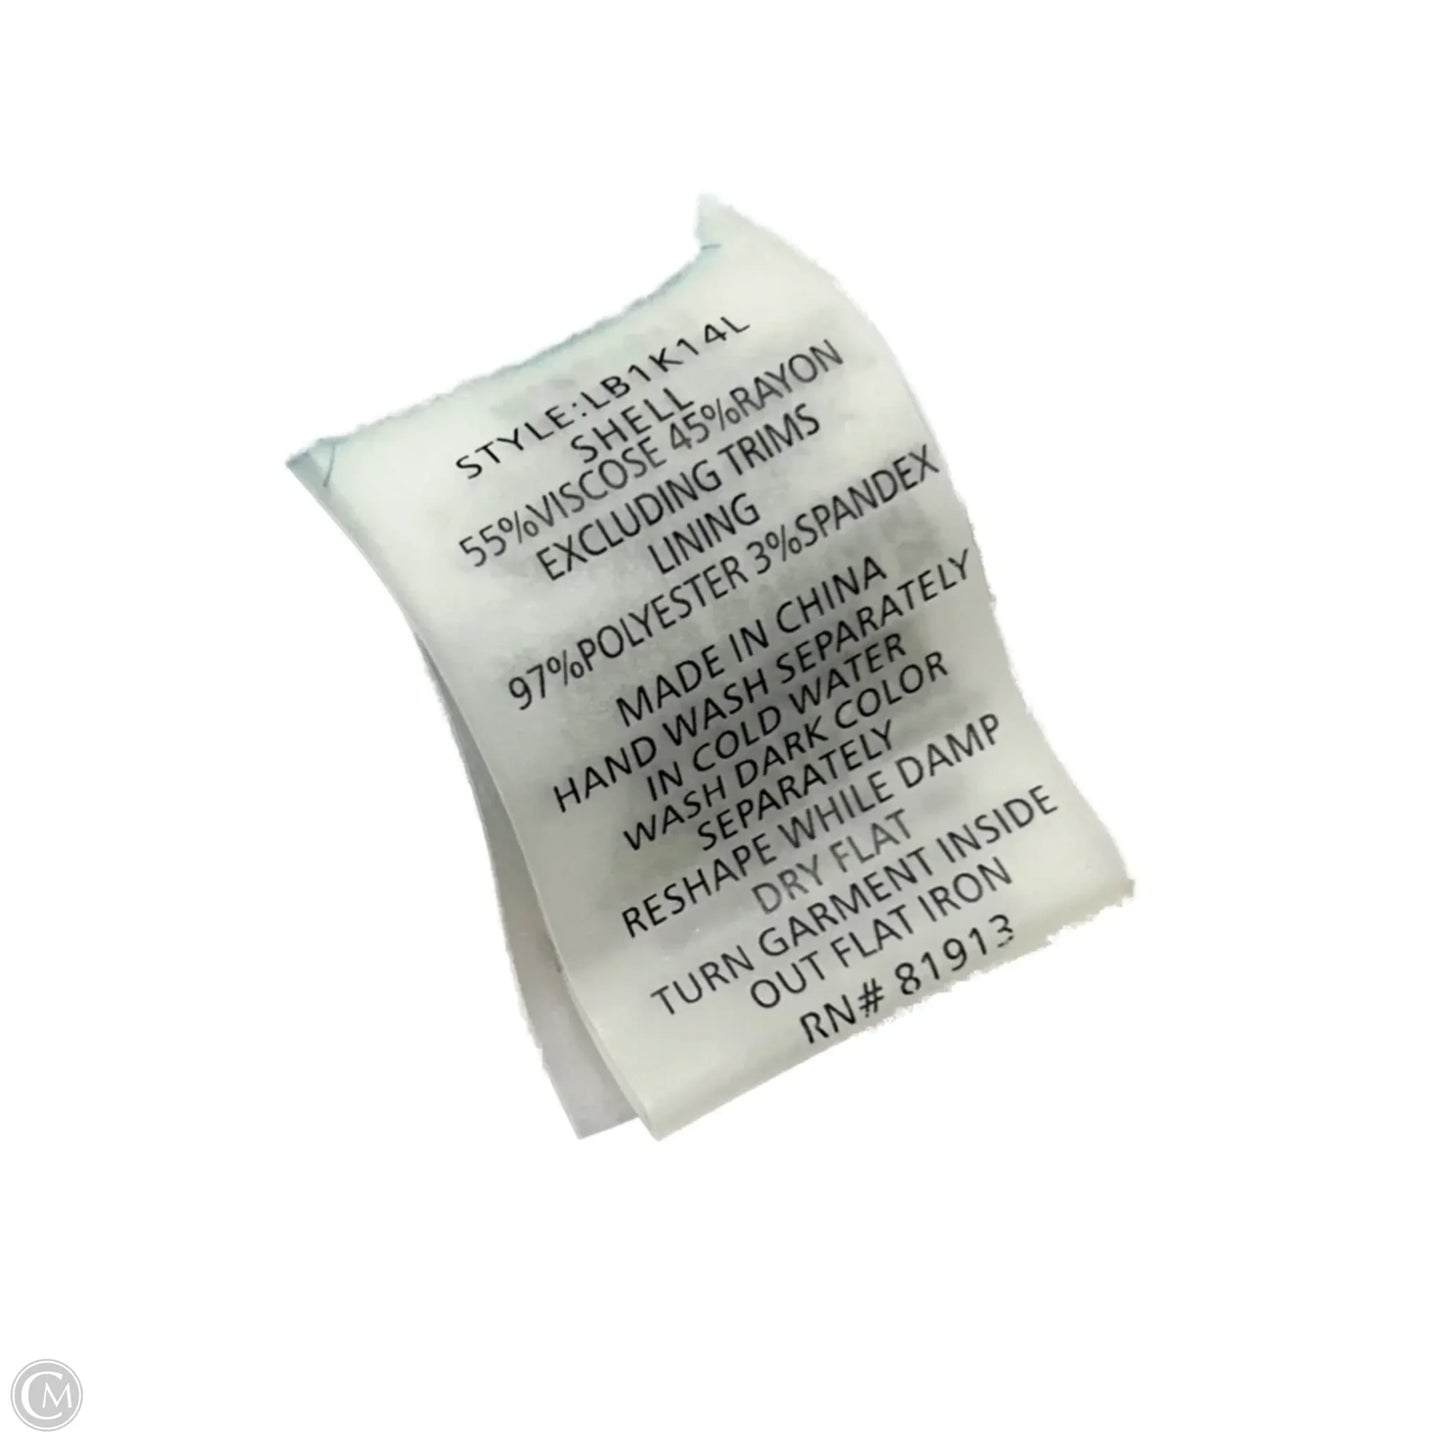 STYLE:LB1K14L
SHELL
55%VISCOSE 45%RAYON
EXCLUDING TRIMS
LINING
97%POLYESTER 3%SPANDEX
MADE IN CHINA
HAND WASH SEPARATELY
IN COLD WATER
WASH DARK COLOR
SEPARATELY
RESHAPE WHILE DAMP
DRY FLAT
TURN GARMENT INSIDE
OUT FLAT IRON
RN# 81913
CM